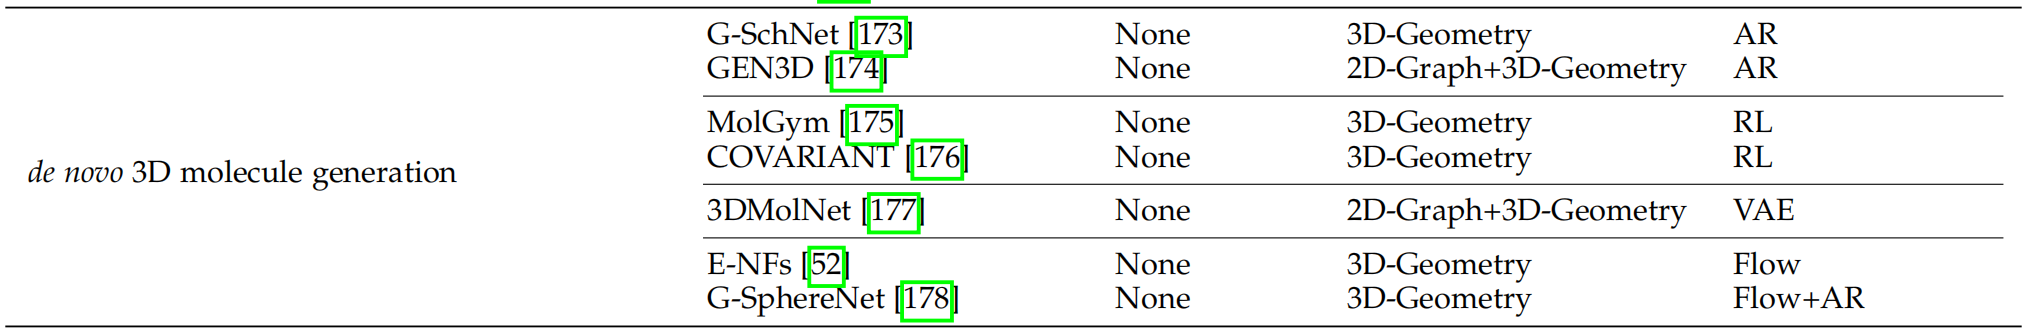 G-SchNet [173] None 3D-Geometry AR
GEN3D [174] None 2D-Graph+3D-Geometry AR
MolGym [175] None 3D-Geometry RL
COVARIANT [176] None 3D-Geometry RL
de novo 3D molecule generation
3DMolNet [177] None 2D-Graph+3D-Geometry VAE
E-NFs [52] None 3D-Geometry Flow
G-SphereNet [178] None 3D-Geometry Flow+AR